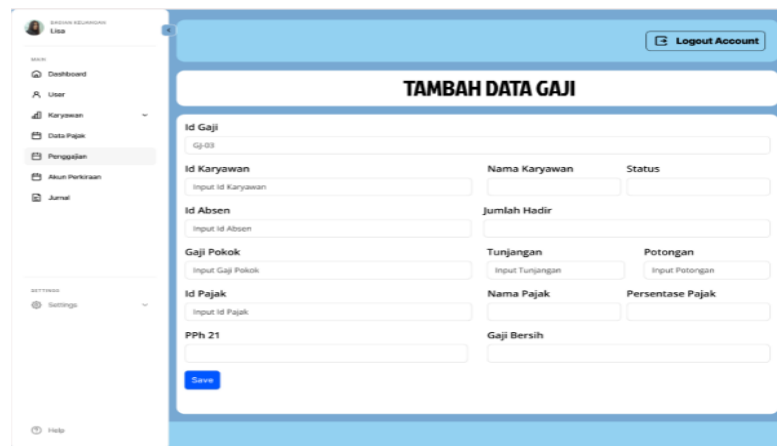 BAGIAN KEUANGAN
Lisa
MAIN
Dashboard
User
Karyawan
Data Pajak
Penggajian
Akun Perkiraan
Jurnal
SETTINGS
Settings
Help
Logout Account
TAMBAH DATA GAJI
Id Gaji
GJ-03
Id Karyawan Nama Karyawan Status
Input Id Karyawan
Id Absen Jumlah Hadir
Input Id Absen
Gaji Pokok Tunjangan Potongan
Input Gaji Pokok Input Tunjangan Input Potongan
Id Pajak Nama Pajak Persentase Pajak
Input Id Pajak
PPh 21 Gaji Bersih
Save